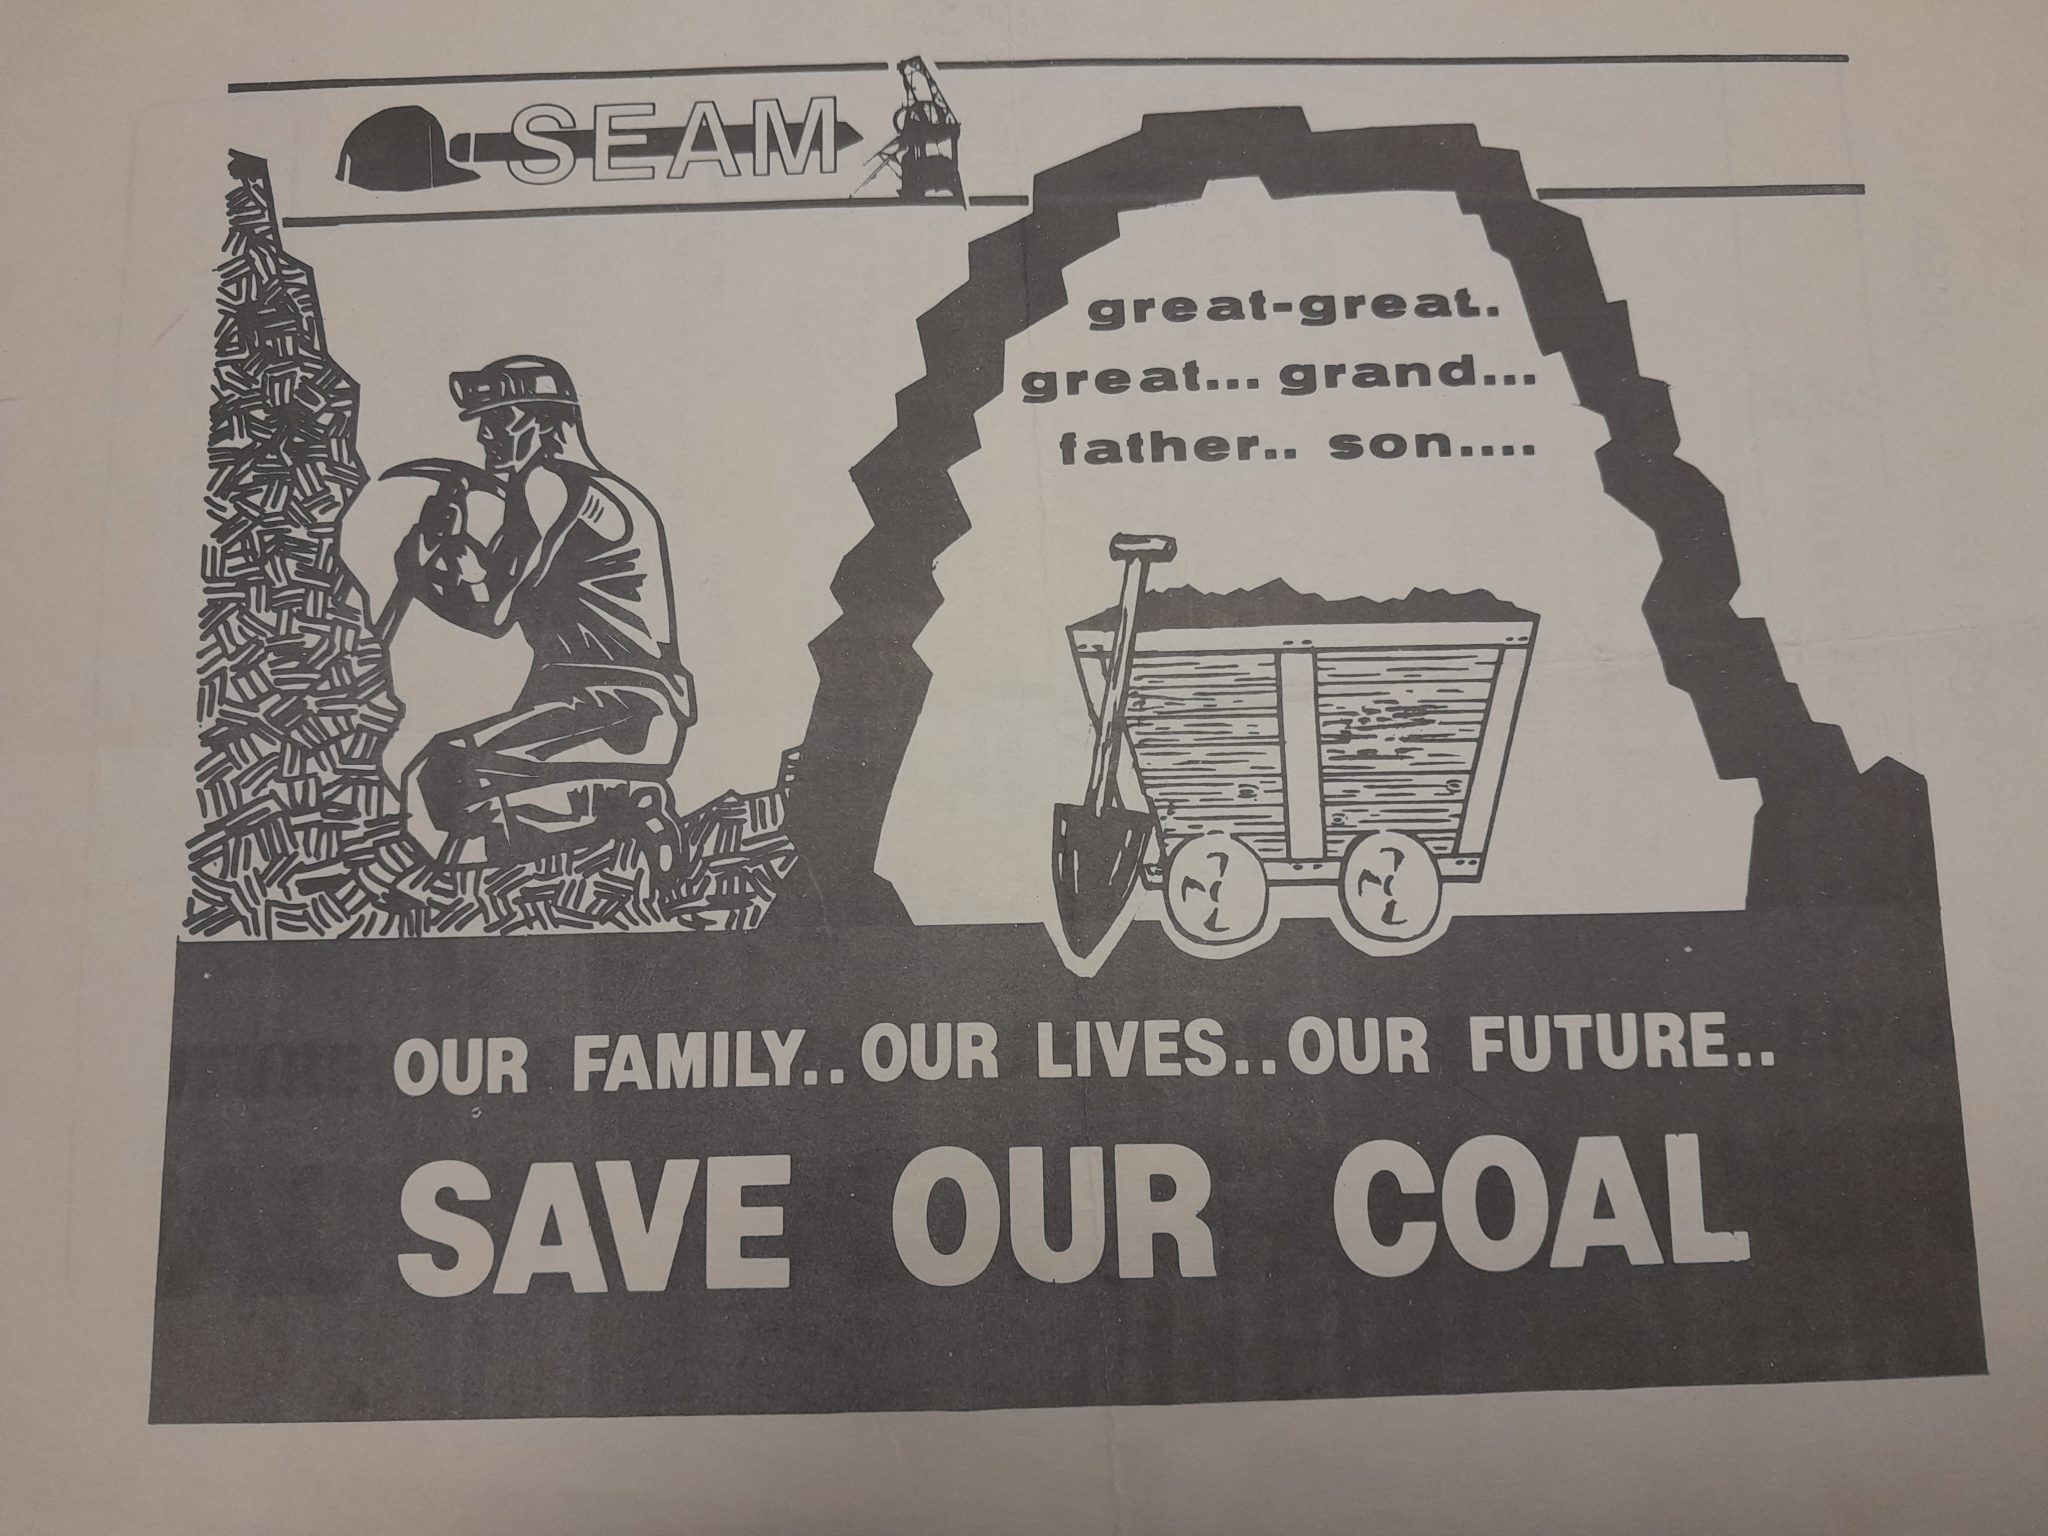 SEAM
great-great.
great... grand...
father.. son....
OUR FAMILY.. OUR LIVES.. OUR FUTURE..
SAVE OUR COAL